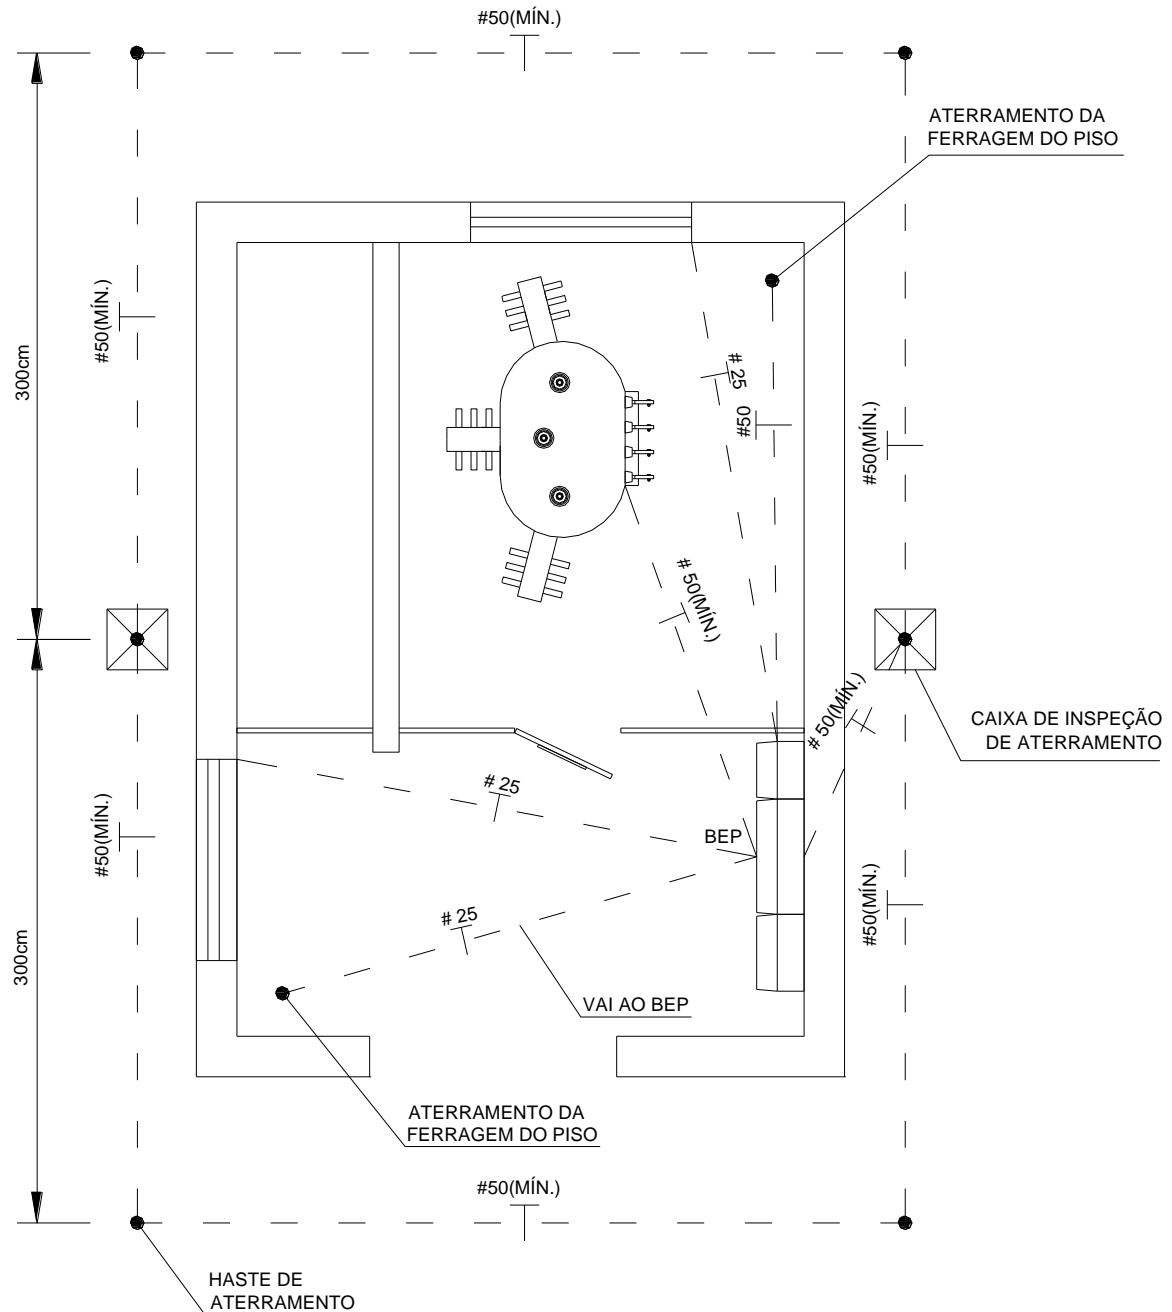 #50(MÍN.)
ATERRAMENTO DA
FERRAGEM DO PISO
#50(MÍN.)
300cm
# 25
#50
#50(MÍN.)
# 50(MÍN.)
# 50(MÍN.)
CAIXA DE INSPEÇÃO
DE ATERRAMENTO
#50(MÍN.)
# 25
BEP
#50(MÍN.)
# 25
300cm
VAI AO BEP
ATERRAMENTO DA
FERRAGEM DO PISO
#50(MÍN.)
HASTE DE
ATERRAMENTO